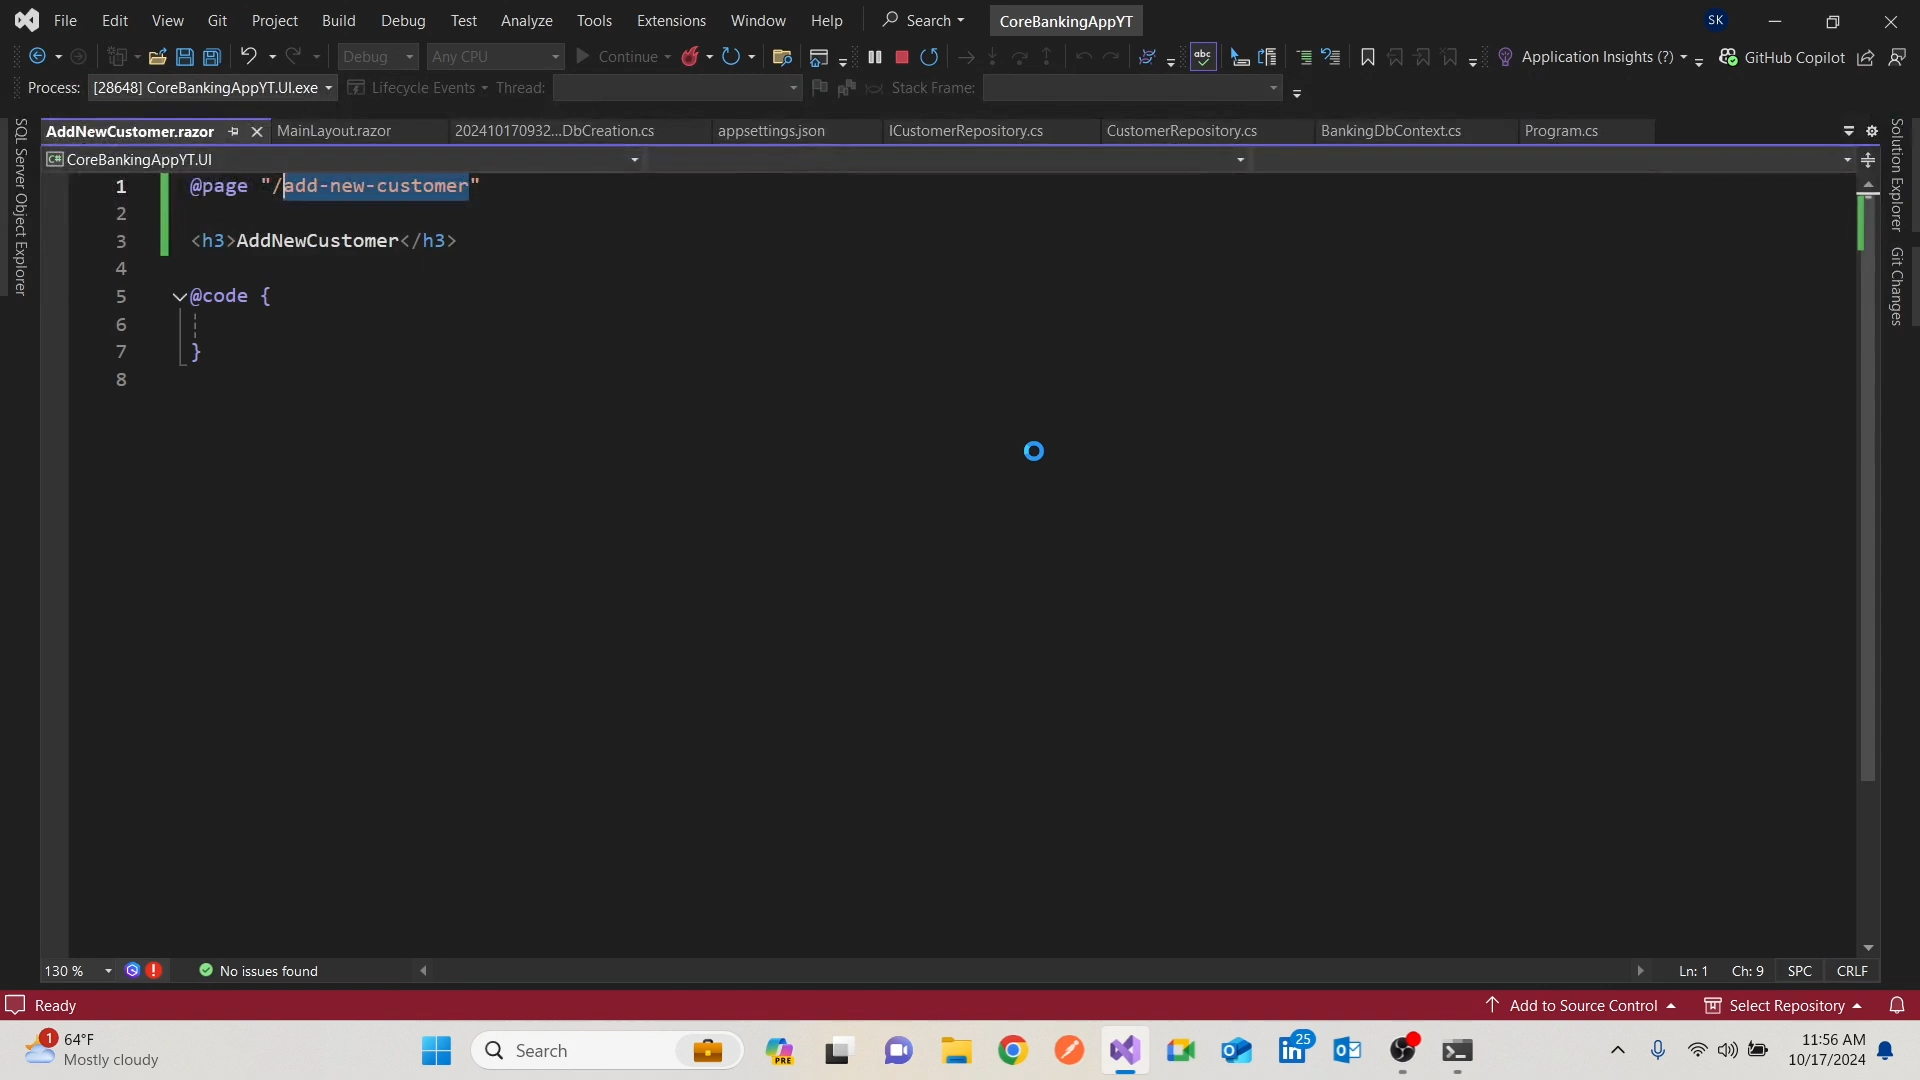 File Edit View Git Project Build Debug Test Analyze Tools Extensions Window Help Search CoreBankingAppYT SK
Debug Any CPU Continue Application Insights (?) GitHub Copilot
Process: [28648] CoreBankingAppYT.UI.exe Lifecycle Events Thread: Stack Frame:
AddNewCustomer.razor MainLayout.razor 202410170932...DbCreation.cs appsettings.json ICustomerRepository.cs CustomerRepository.cs BankingDbContext.cs Program.cs
C# CoreBankingAppYT.UI
SQL Server Object Explorer
Solution Explorer
Git Changes
1 @page "/add-new-customer"
2
3 <h3>AddNewCustomer</h3>
4
5 @code {
6
7 }
8
130 % No issues found Ln: 1 Ch: 9 SPC CRLF
Ready Add to Source Control Select Repository
1 64°F
Mostly cloudy
Search
PRE
25
11:56 AM
10/17/2024
abc